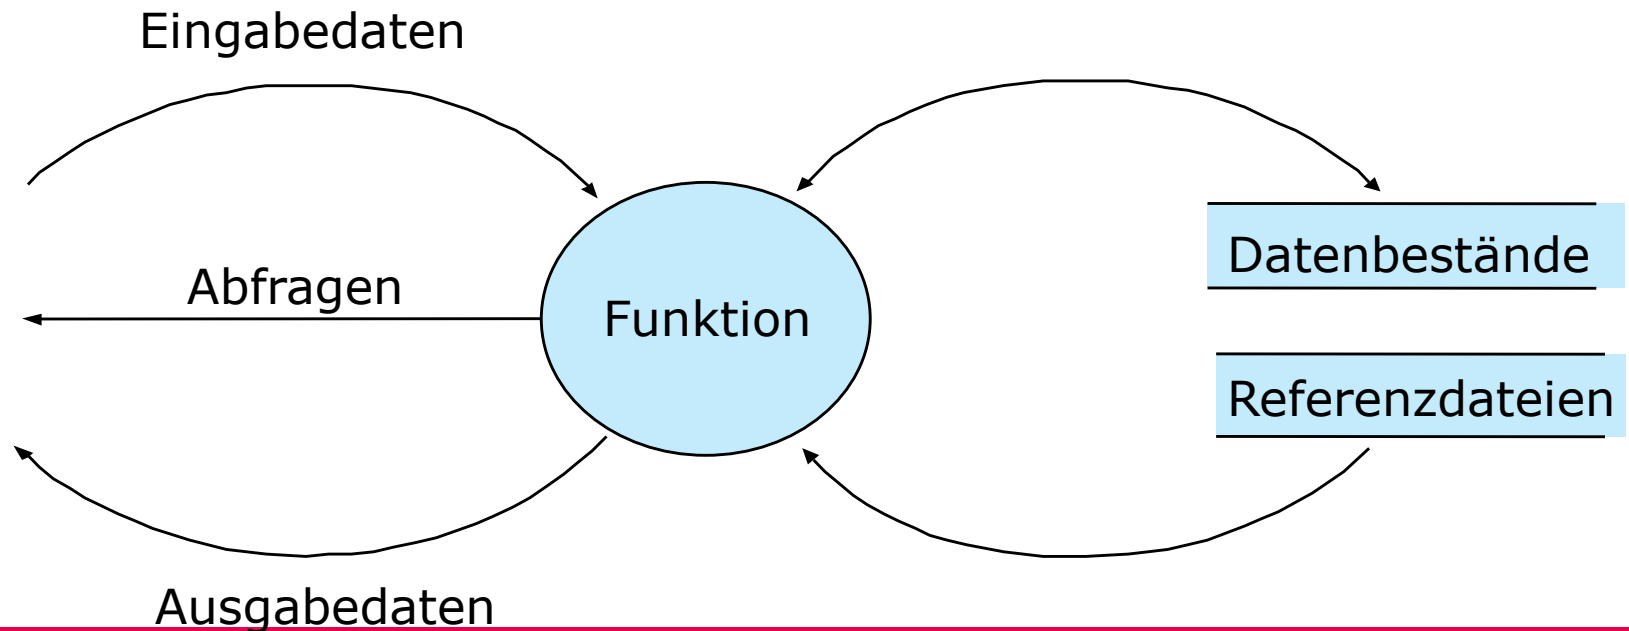 Eingabedaten
Abfragen
Funktion
Datenbestände
Referenzdateien
Ausgabedaten